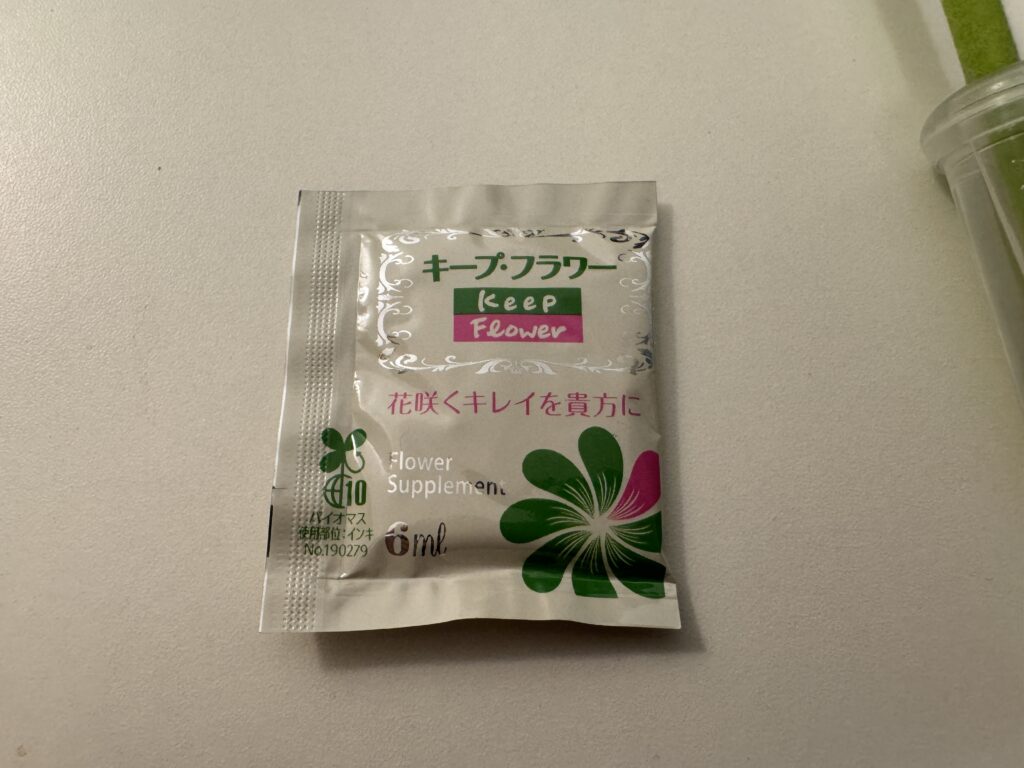 キープ・フラワー
Keep
Flower
花咲くキレイを貴方に
Flower
Supplement
6ml
10
バイオマス
使用部位:インキ
No.190279